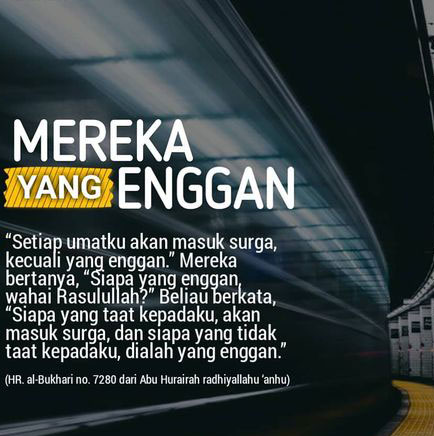 MEREKA
YANG ENGGAN
“Setiap umatku akan masuk surga,
kecuali yang enggan.” Mereka
bertanya, “Siapa yang enggan,
wahai Rasulullah?” Beliau berkata,
“Siapa yang taat kepadaku, akan
masuk surga, dan siapa yang tidak
taat kepadaku, dialah yang enggan.”
(HR. al-Bukhari no. 7280 dari Abu Hurairah radhiyallahu ‘anhu)